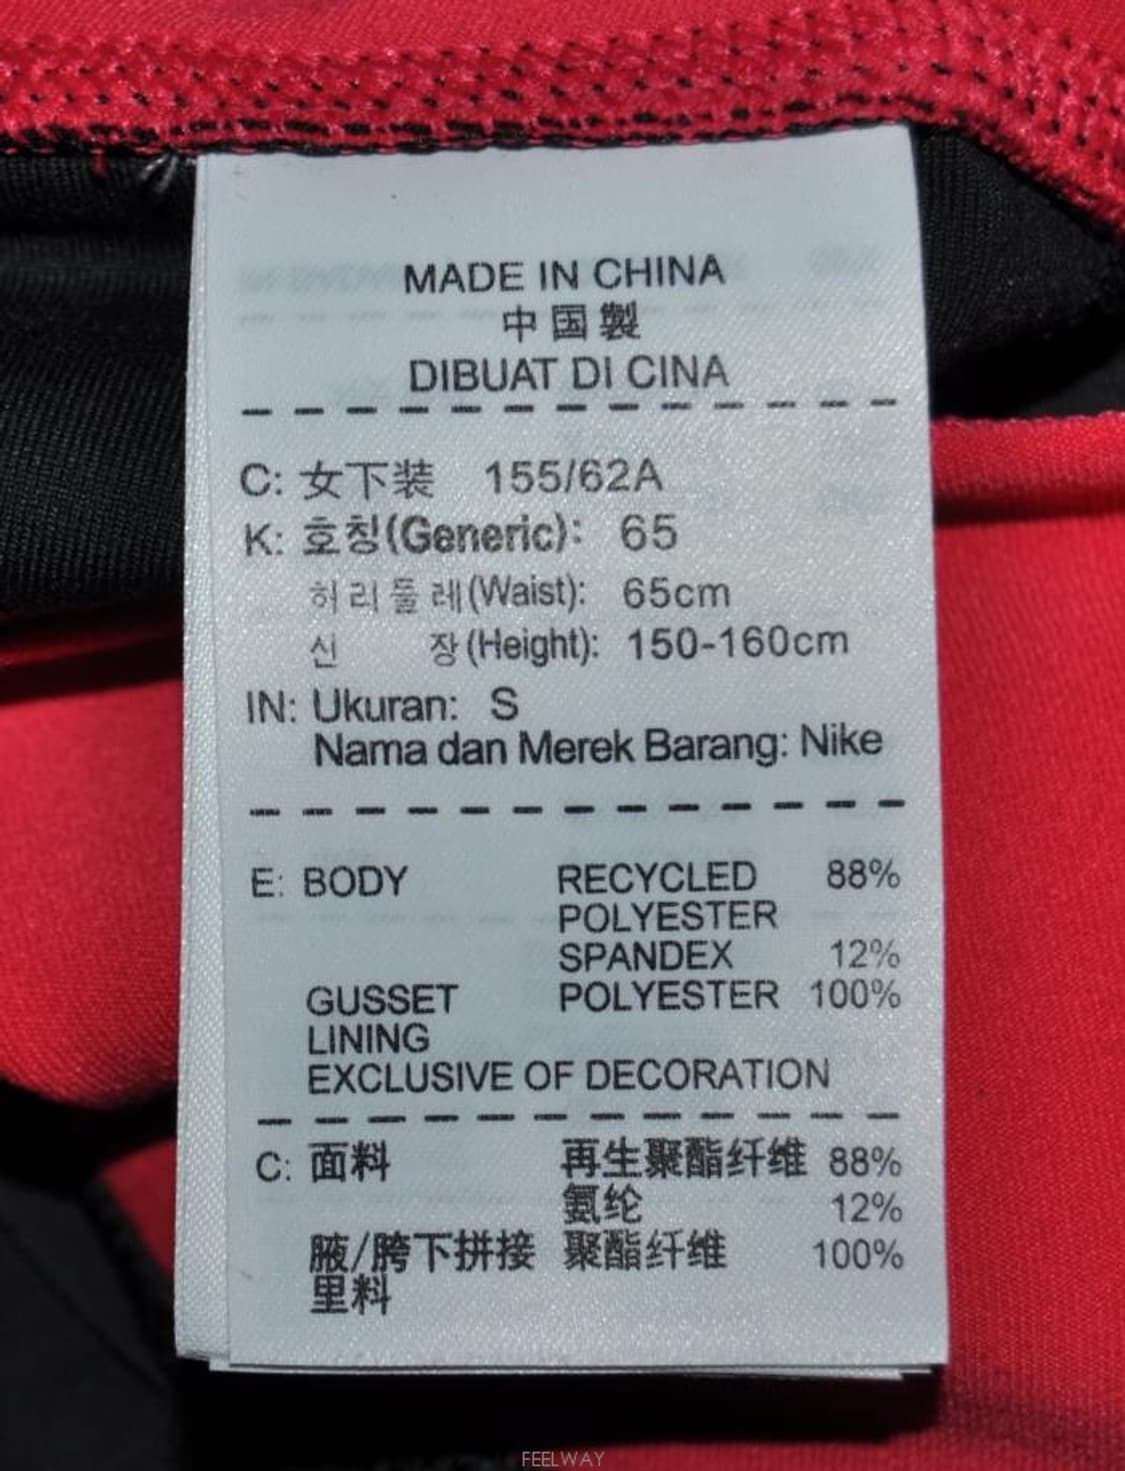 MADE IN CHINA
中国製
DIBUAT DI CINA
C: 女下装 155/62A
K: 호칭(Generic): 65
허리둘레(Waist): 65cm
신 장(Height): 150-160cm
IN: Ukuran: S
Nama dan Merek Barang: Nike
E: BODY RECYCLED 88%
POLYESTER
SPANDEX 12%
GUSSET POLYESTER 100%
LINING
EXCLUSIVE OF DECORATION
C: 面料 再生聚酯纤维 88%
氨纶 12%
腋/胯下拼接 聚酯纤维 100%
里料
FEELWAY